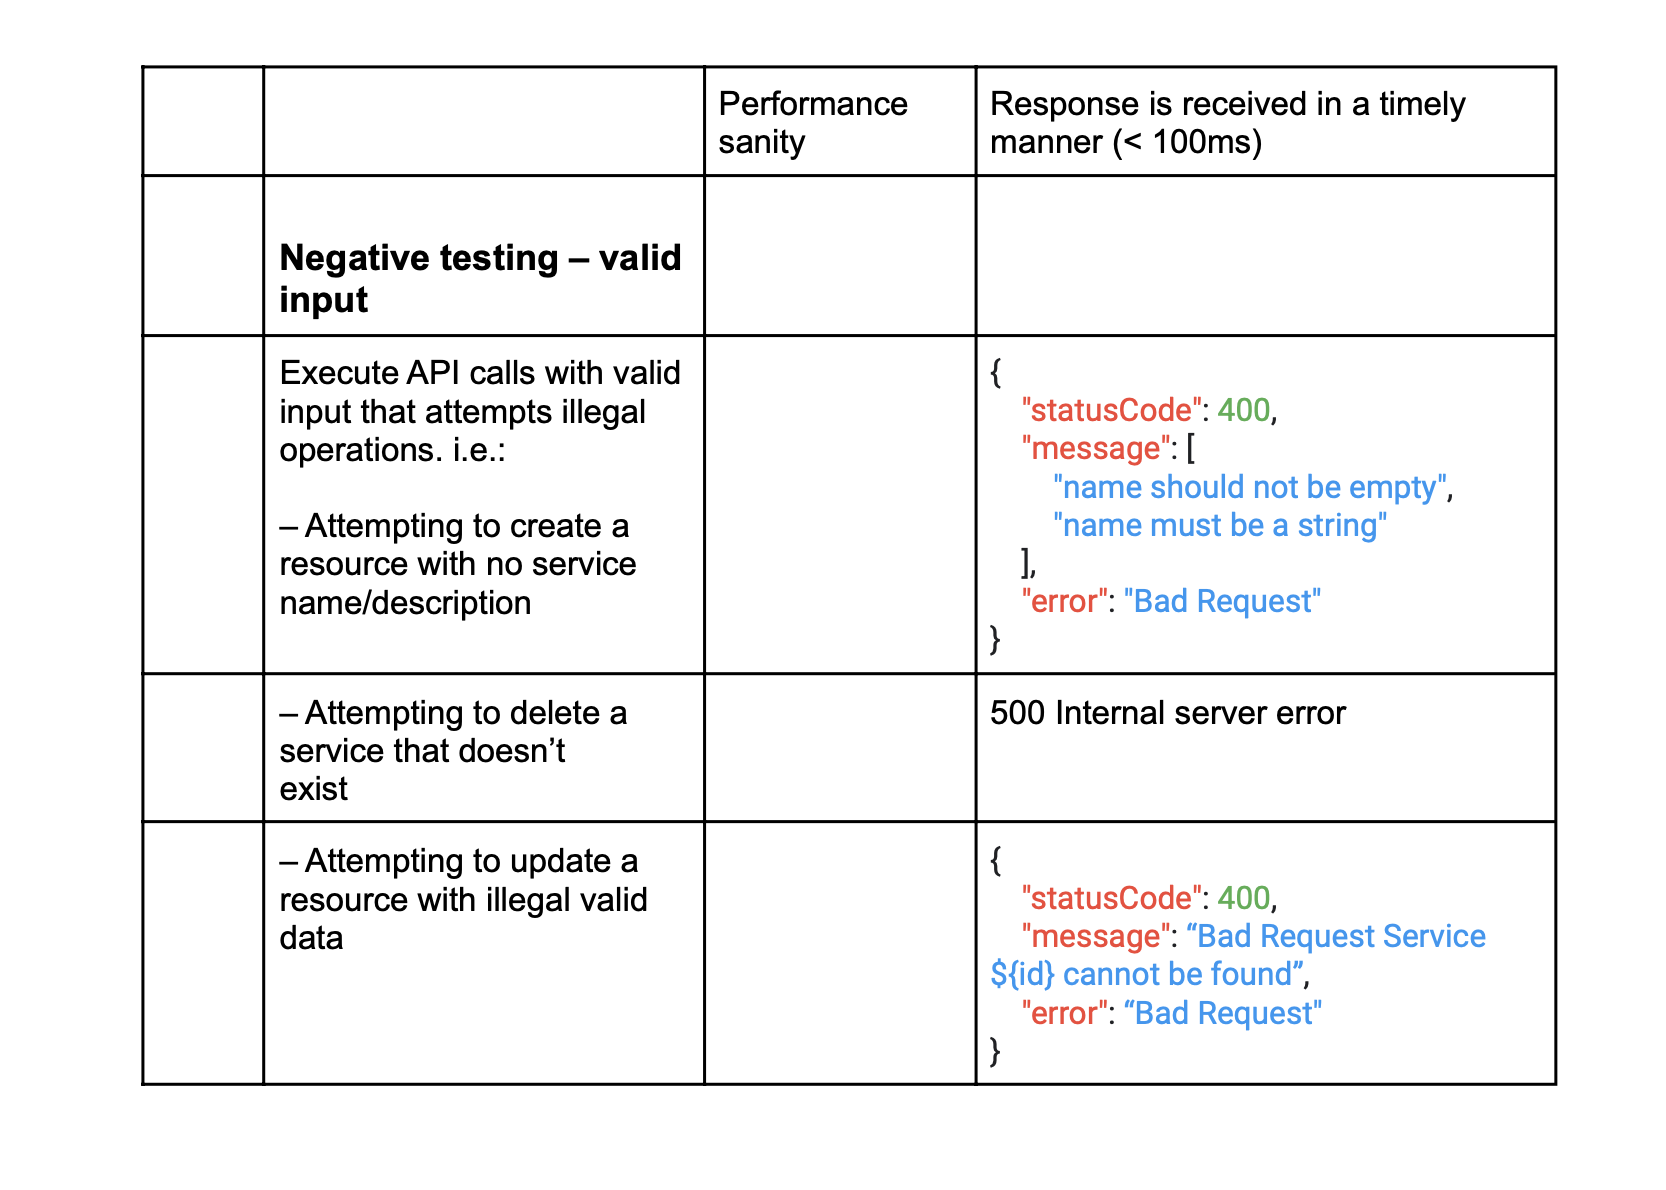 Performance
sanity
Response is received in a timely
manner (< 100ms)
Negative testing – valid
input
Execute API calls with valid
input that attempts illegal
operations. i.e.:
– Attempting to create a
resource with no service
name/description
{
"statusCode": 400,
"message": [
"name should not be empty",
"name must be a string"
],
"error": "Bad Request"
}
– Attempting to delete a
service that doesn’t
exist
500 Internal server error
– Attempting to update a
resource with illegal valid
data
{
"statusCode": 400,
"message": “Bad Request Service
${id} cannot be found”,
"error": “Bad Request"
}